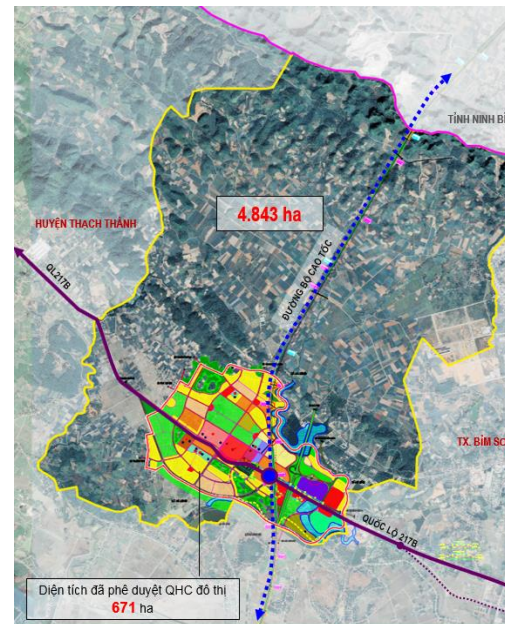 TỈNH NINH BÌ
4.843 ha
HUYỆN THẠCH THÀNH
ĐƯỜNG BỘ CAO TỐC
QL217B
TX. BỈM SƠ
QUỐC LỘ 217B
Diện tích đã phê duyệt QHC đô thị
671 ha